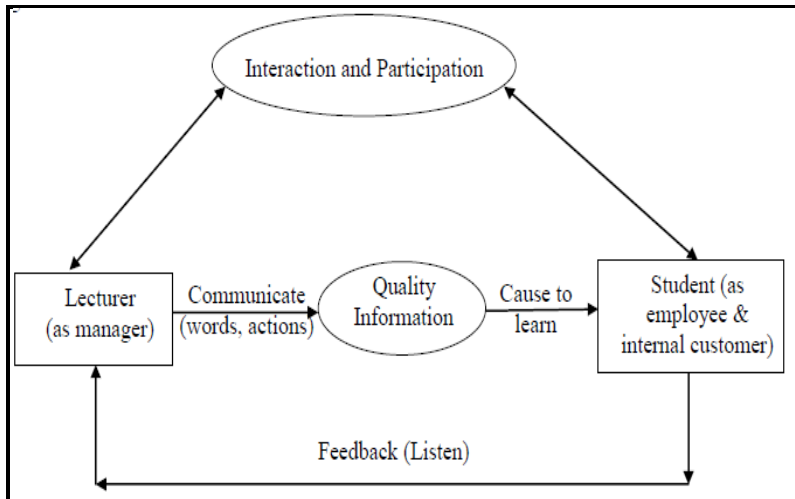 Interaction and Participation
Lecturer
(as manager)
Communicate
(words, actions)
Quality
Information
Cause to
learn
Student (as
employee &
internal customer)
Feedback (Listen)